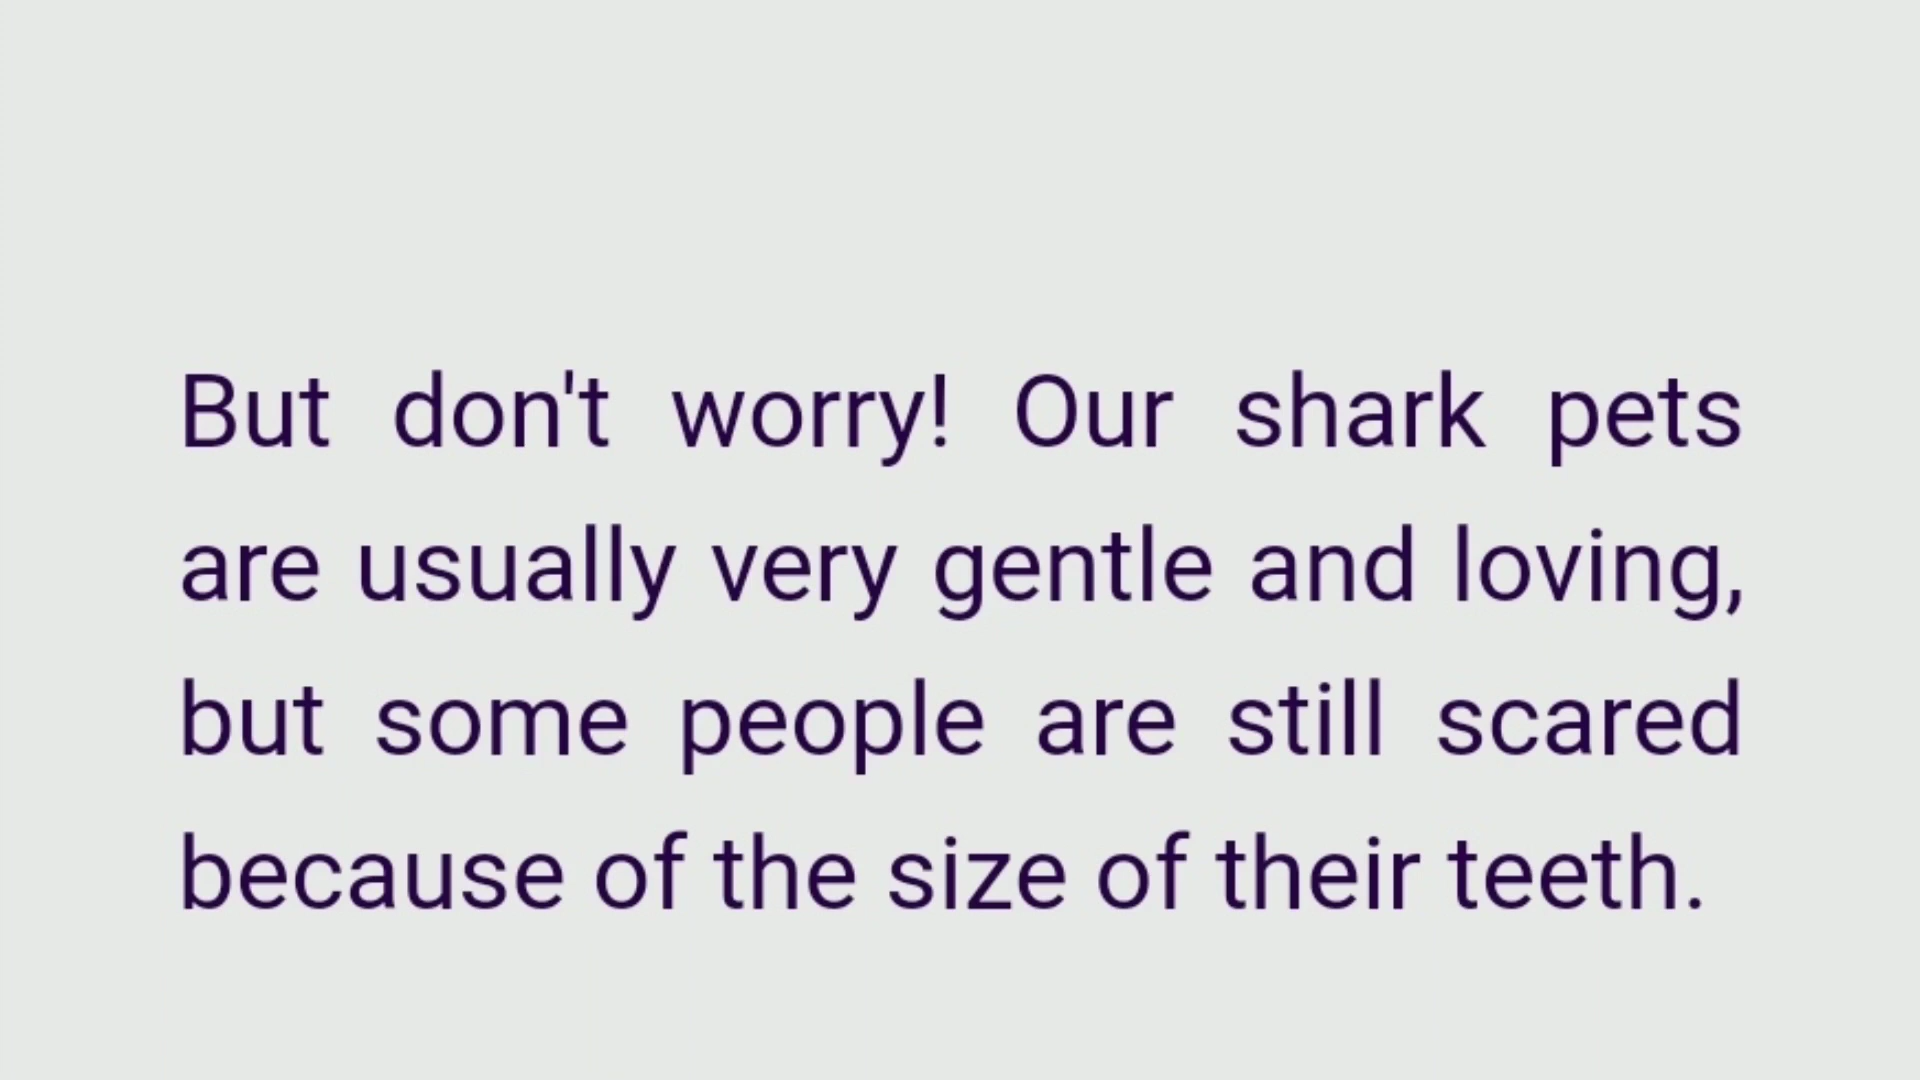 But don't worry! Our shark pets
are usually very gentle and loving,
but some people are still scared
because of the size of their teeth.